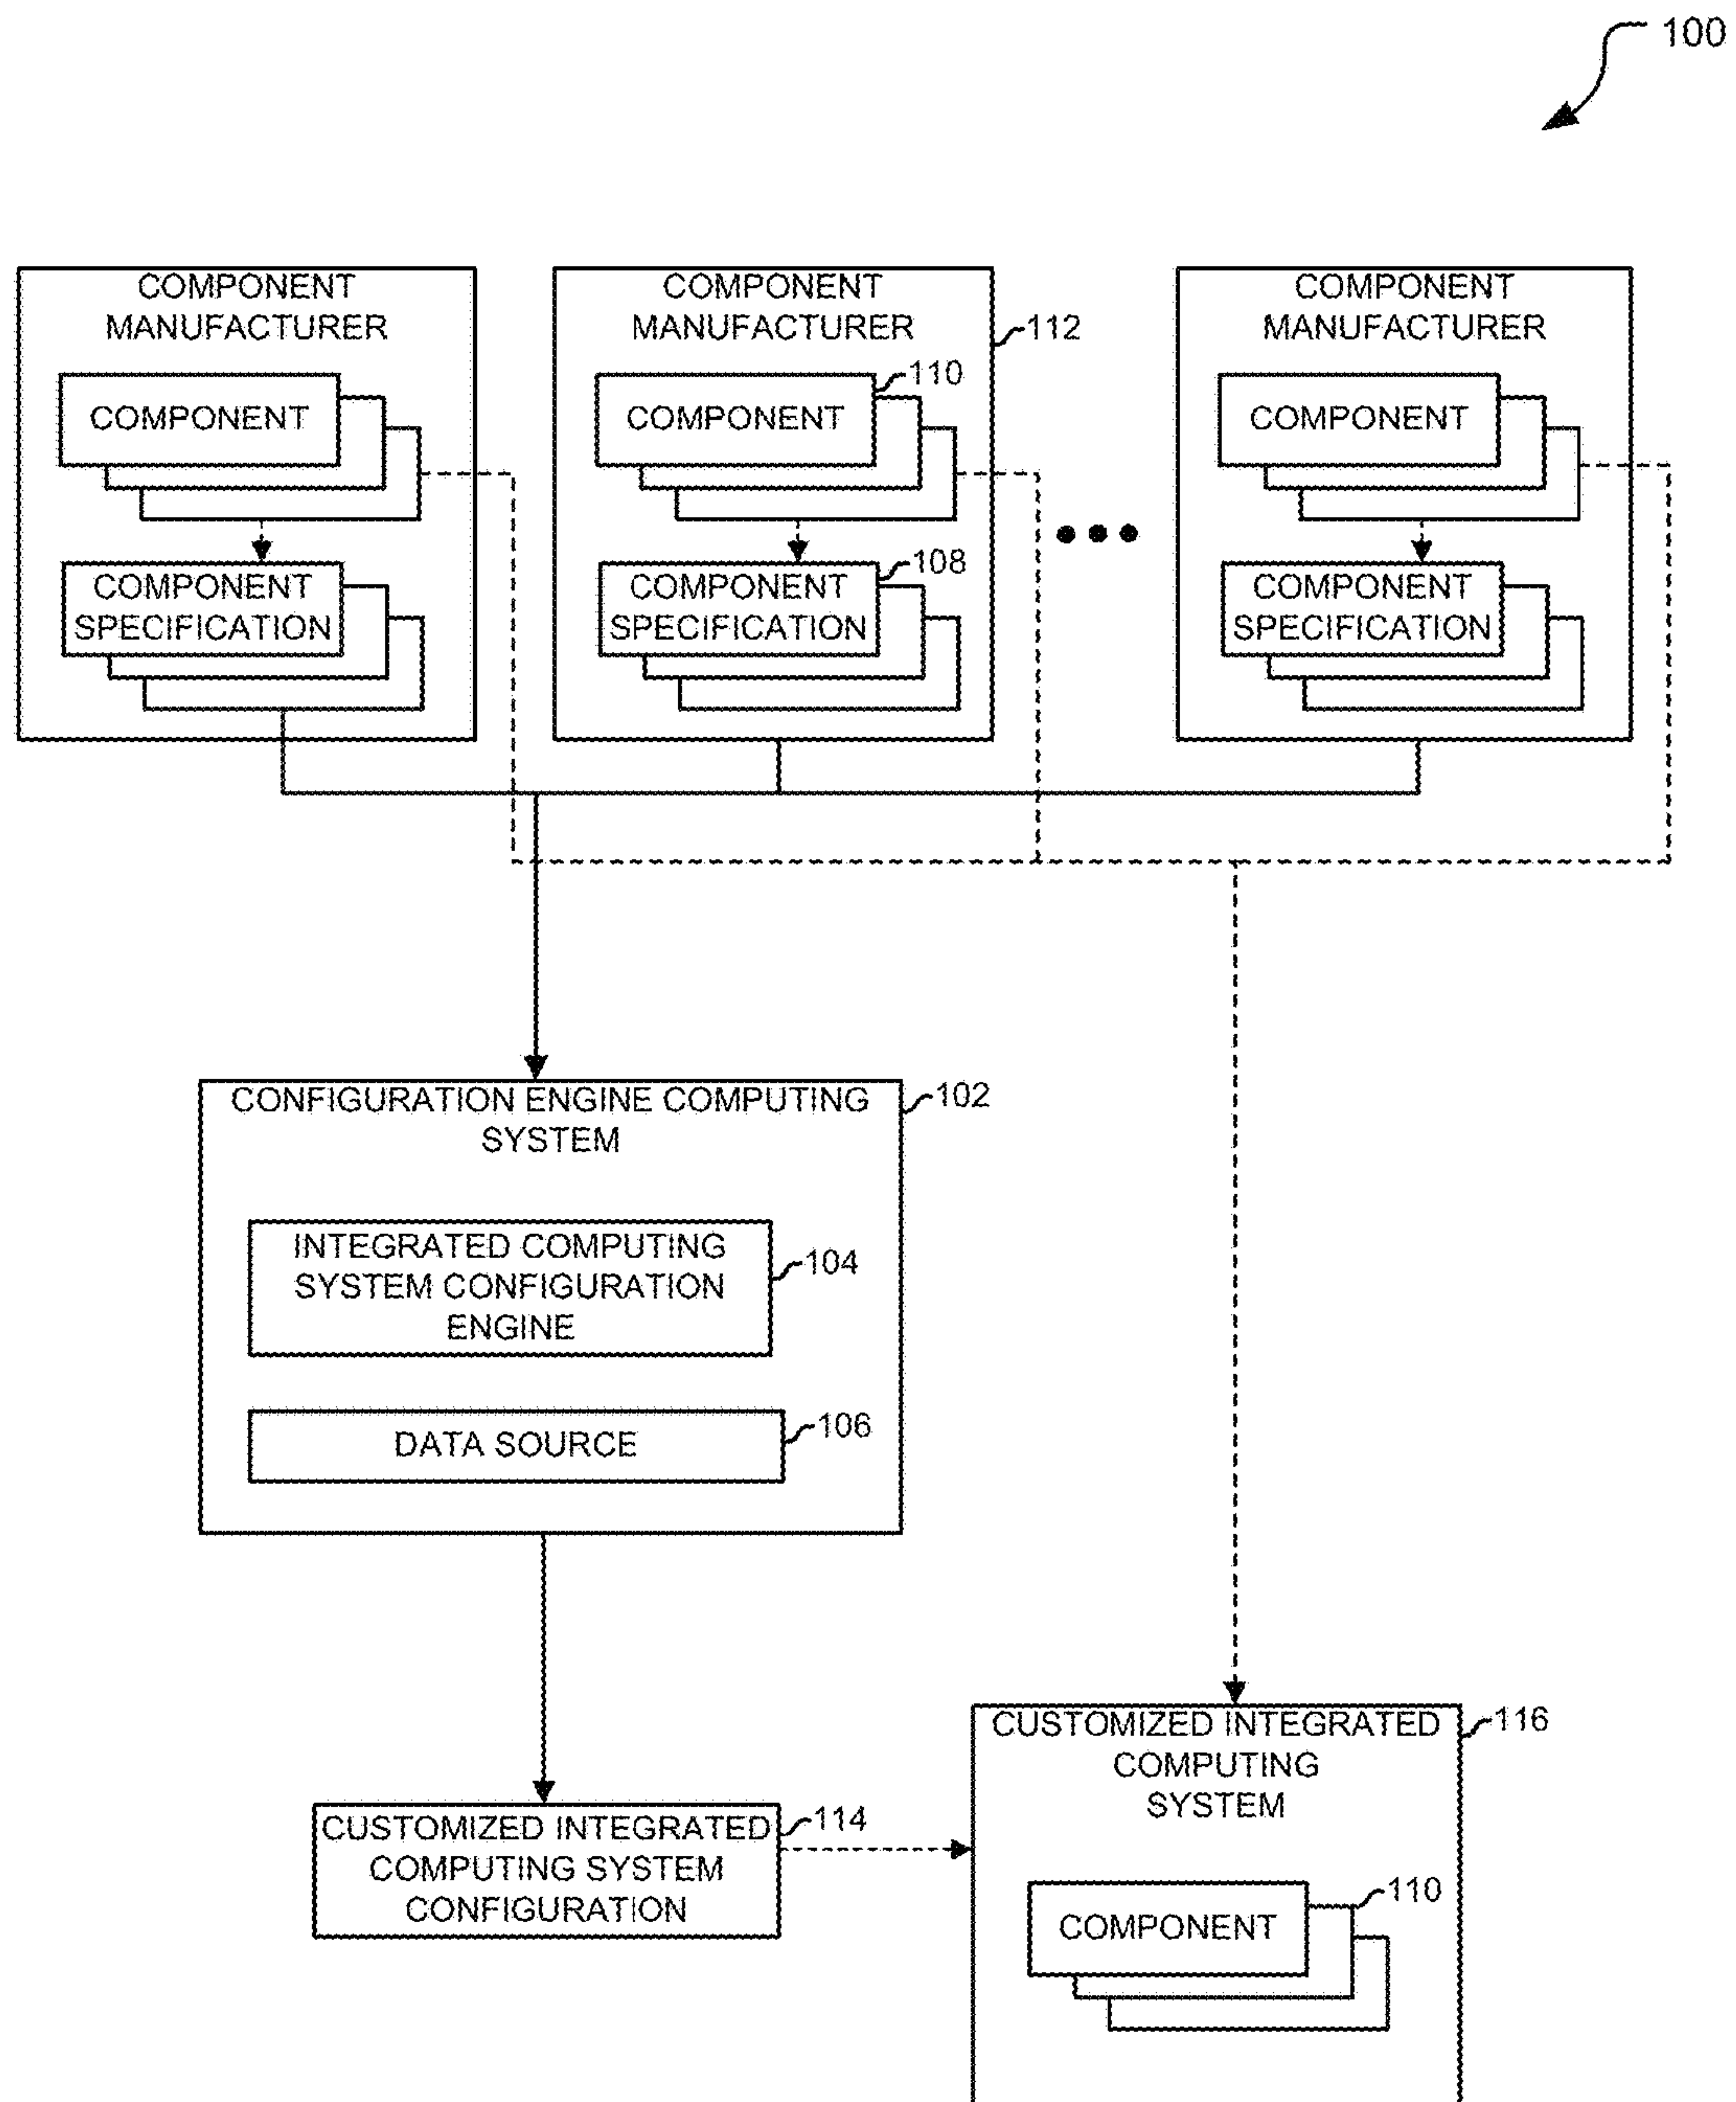 100
COMPONENT
MANUFACTURER
COMPONENT
COMPONENT
SPECIFICATION
COMPONENT
MANUFACTURER
112
110
COMPONENT
108
COMPONENT
SPECIFICATION
COMPONENT
MANUFACTURER
COMPONENT
COMPONENT
SPECIFICATION
CONFIGURATION ENGINE COMPUTING
SYSTEM
102
INTEGRATED COMPUTING
SYSTEM CONFIGURATION
ENGINE
104
DATA SOURCE
106
CUSTOMIZED INTEGRATED
COMPUTING SYSTEM
CONFIGURATION
114
CUSTOMIZED INTEGRATED
COMPUTING
SYSTEM
116
COMPONENT
110